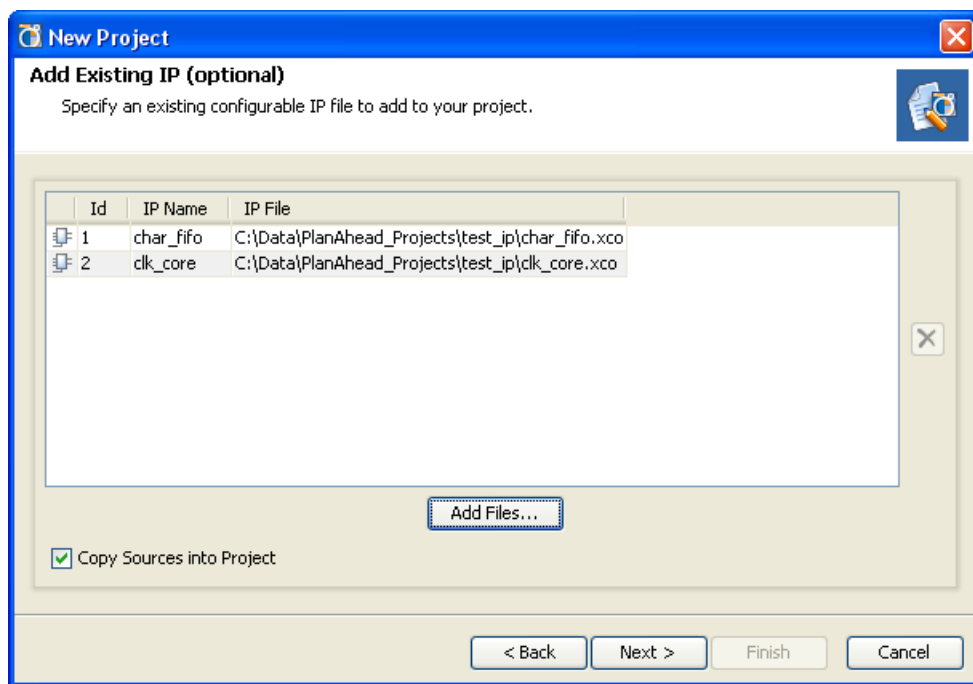 New Project
Add Existing IP (optional)
Specify an existing configurable IP file to add to your project.
Id IP Name IP File
1 char_fifo C:\Data\PlanAhead_Projects\test_ip\char_fifo.xco
2 clk_core C:\Data\PlanAhead_Projects\test_ip\clk_core.xco
Add Files...
Copy Sources into Project
< Back Next > Finish Cancel